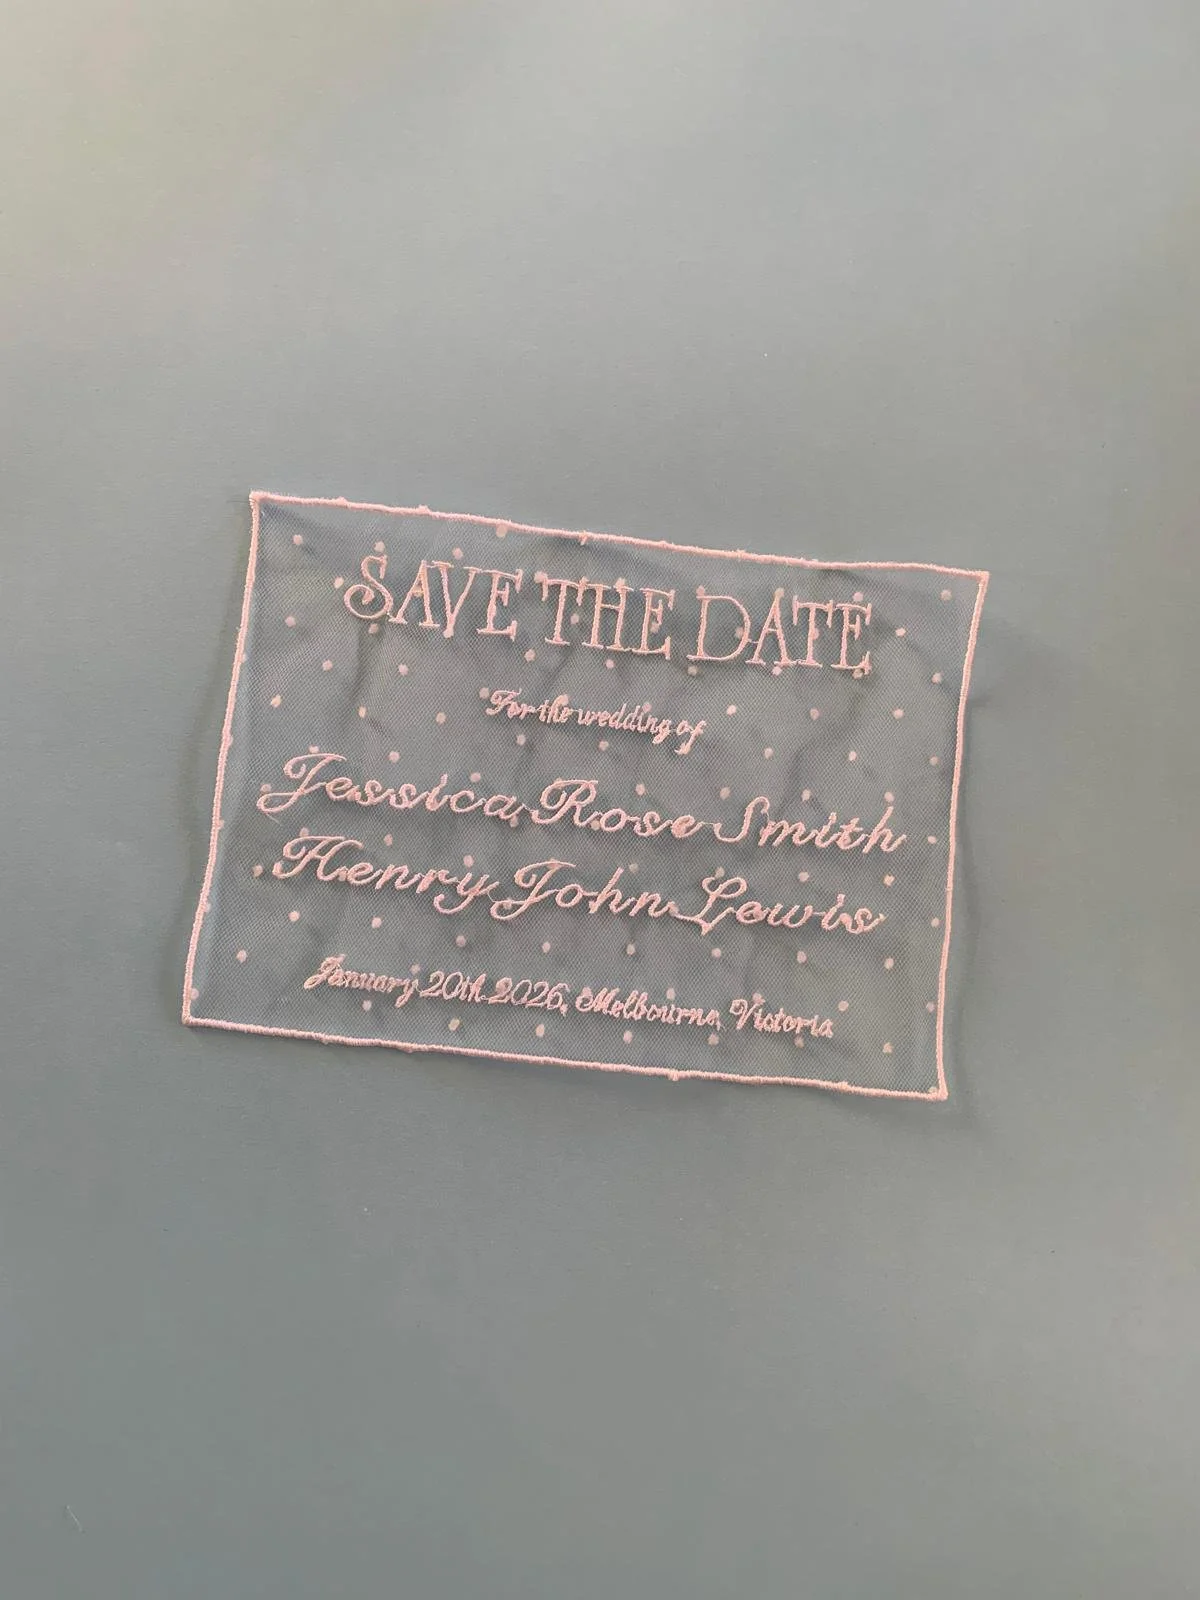 SAVE THE DATE
For the wedding of
Jessica Rose Smith
Henry John Lewis
January 20th 2026, Melbourne, Victoria